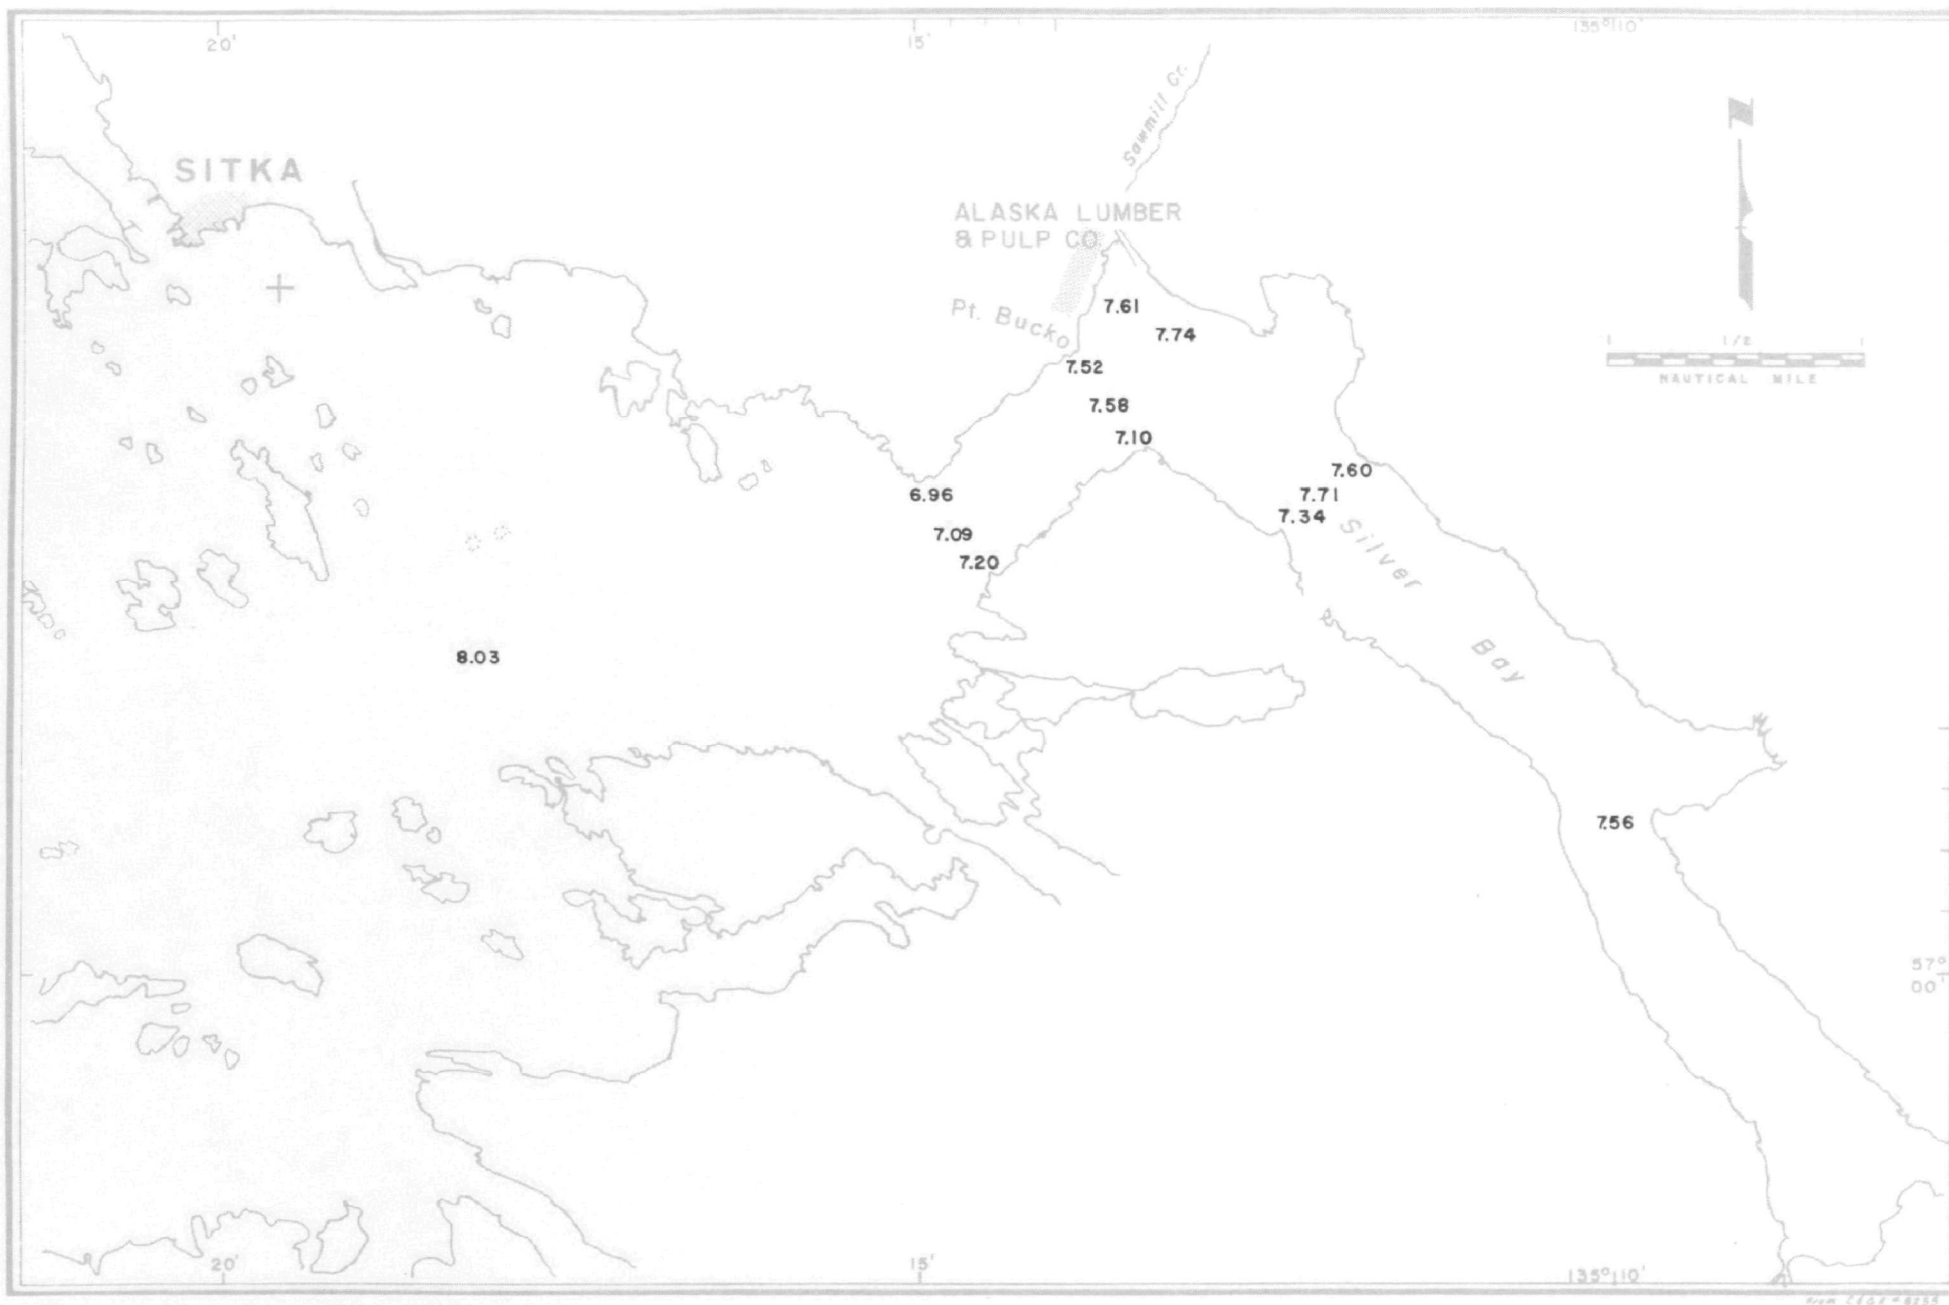 20'
15'
135°10'
Sawmill Cr.
N
SITKA
ALASKA LUMBER
& PULP CO
Pt. Bucko
7.61
7.74
1 1/2 1
NAUTICAL MILE
7.52
7.58
7.10
7.60
6.96
7.71
7.34
7.09
7.20
Silver
Bay
8.03
7.56
57°
00'
20'
15'
135°10'